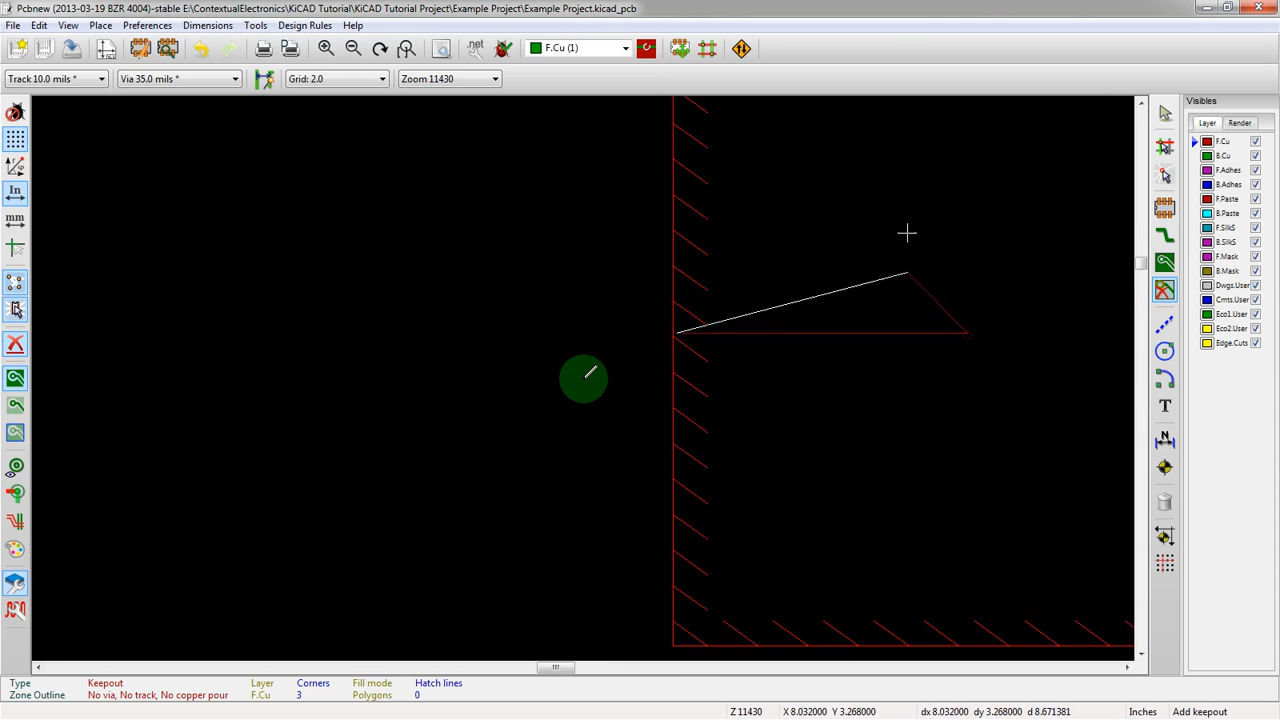 Pcbnew (2013-03-19 BZR 4004)-stable E:\ContextualElectronics\KiCAD Tutorial\KiCAD Tutorial Project\Example Project\Example Project.kicad_pcb
File Edit View Place Preferences Dimensions Tools Design Rules Help
.net F.Cu (1)
Track 10.0 mils * Via 35.0 mils * Grid: 2.0 Zoom 11430
Visibles
Layer Render
F.Cu
B.Cu
F.Adhes
B.Adhes
F.Paste
B.Paste
F.SilkS
B.SilkS
F.Mask
B.Mask
Dwgs.User
Cmts.User
Eco1.User
Eco2.User
Edge.Cuts
In
mm
T
N
Type Keepout Layer Corners Fill mode Hatch lines
Zone Outline No via, No track, No copper pour F.Cu 3 Polygons 0
Z 11430 X 8.032000 Y 3.268000 dx 8.032000 dy 3.268000 d 8.671381 Inches Add keepout